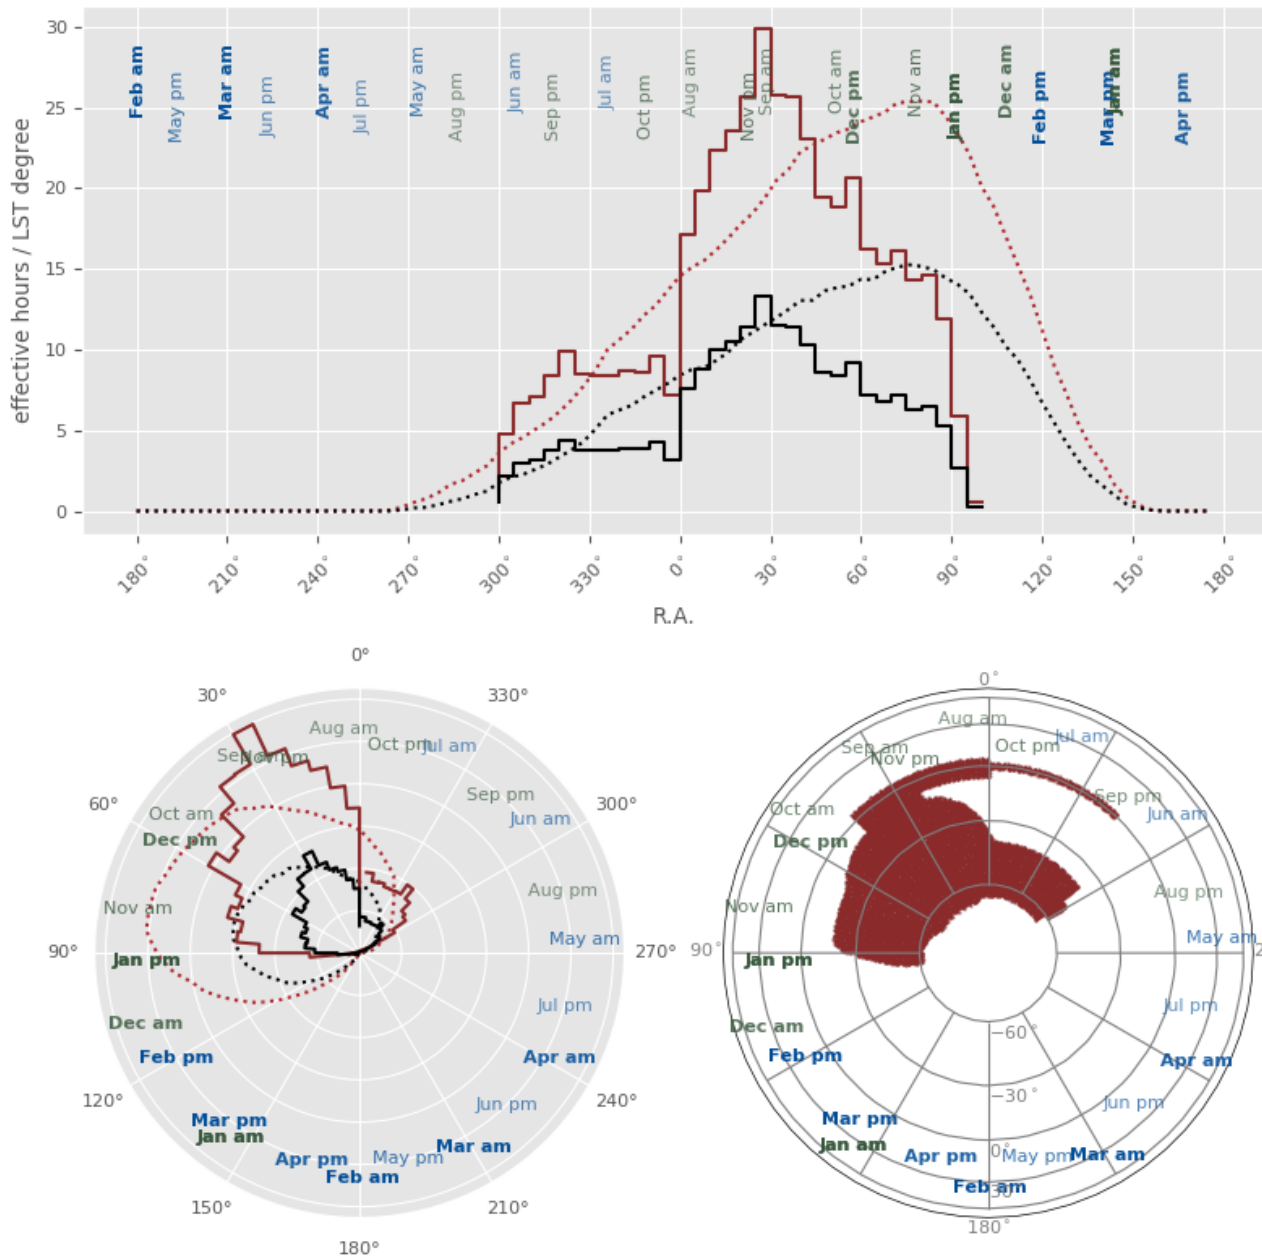 30
25
20
15
10
5
0
effective hours / LST degree
Feb am
May pm
Mar am
Jun pm
Apr am
Jul pm
May am
Aug pm
Jun am
Sep pm
Jul am
Oct pm
Aug am
Nov pm
Sep am
Oct am
Dec pm
Nov am
Jan pm
Dec am
Feb pm
Mar pm
Jan am
Apr pm
180°
210°
240°
270°
300°
330°
0°
30°
60°
90°
120°
150°
180°
R.A.
0°
30°
330°
60°
300°
90°
270°
120°
240°
150°
210°
180°
Aug am
Oct pm
Jul am
Sep am
Nov pm
Sep pm
Oct am
Jun am
Dec pm
Aug pm
Nov am
May am
Jan pm
Jul pm
Dec am
Feb pm
Apr am
Jun pm
Mar pm
Jan am
Mar am
Apr pm
May pm
Feb am
0°
Aug am
Jul am
Sep am
Oct pm
Nov pm
Sep pm
Oct am
Jun am
Dec pm
Aug pm
Nov am
May am
90°
2
Jan pm
Jul pm
Dec am
−60°
Feb pm
Apr am
−30°
Jun pm
Mar pm
Jan am
0°
Apr pm
May pm
Mar am
30°
Feb am
180°